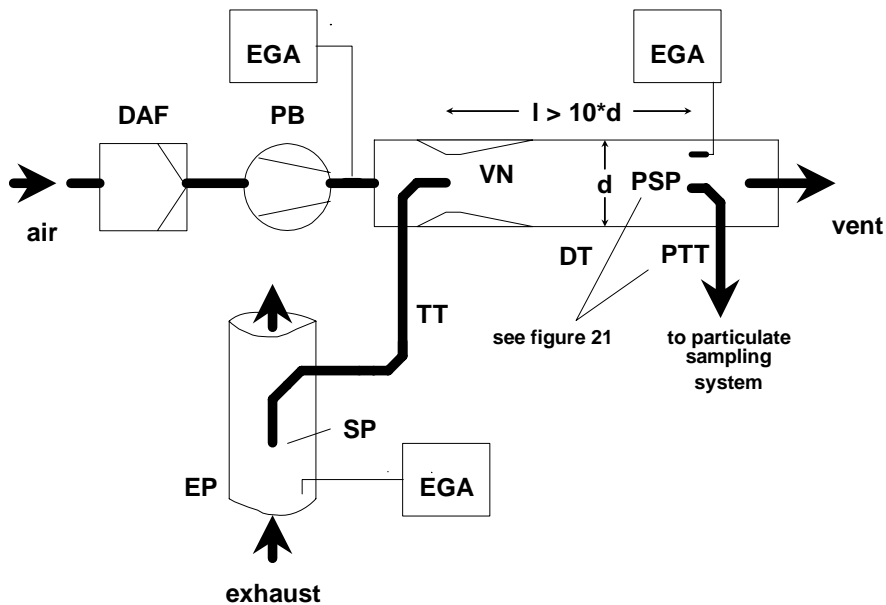 EGA
EGA
DAF
PB
l > 10*d
VN
d
PSP
air
vent
DT
PTT
TT
see figure 21
to particulate
sampling
system
SP
EP
EGA
exhaust